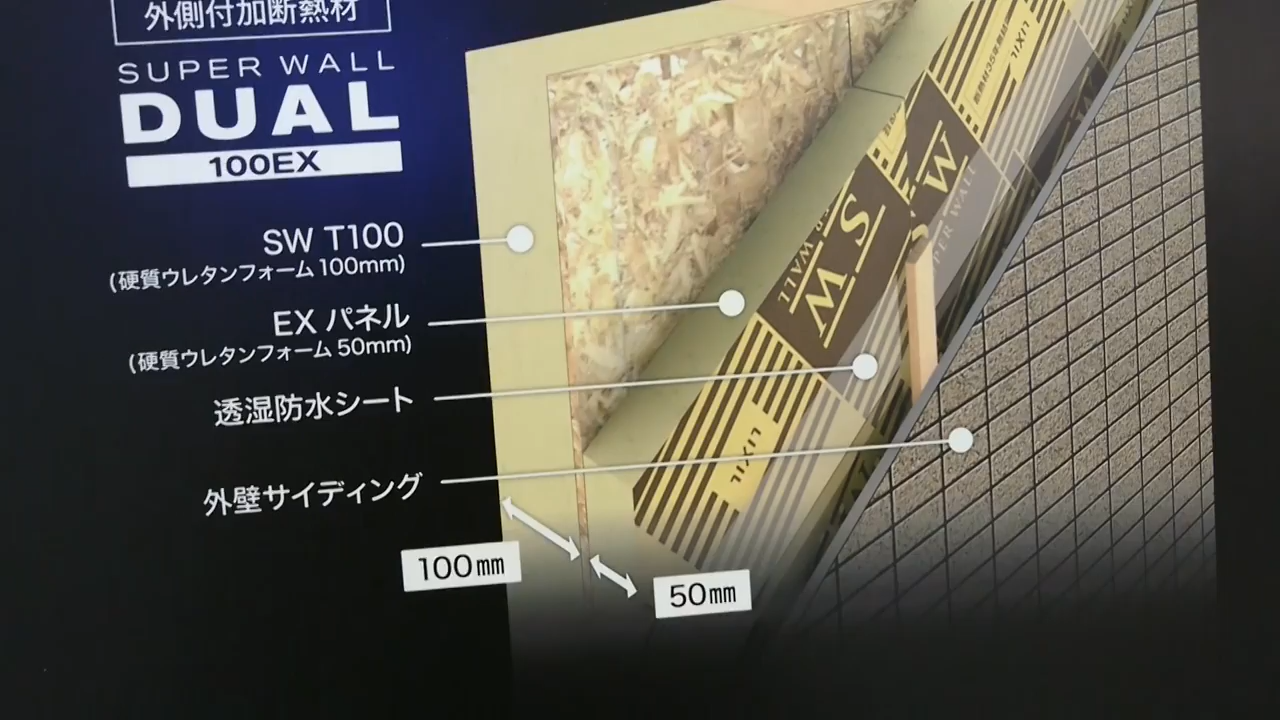 外側付加断熱材
SUPER WALL
DUAL
100EX
SW T100
(硬質ウレタンフォーム 100mm)
EX パネル
(硬質ウレタンフォーム 50mm)
透湿防水シート
外壁サイディング
100㎜
50㎜
LIXIL
SW
WALL
SW
LIXIL